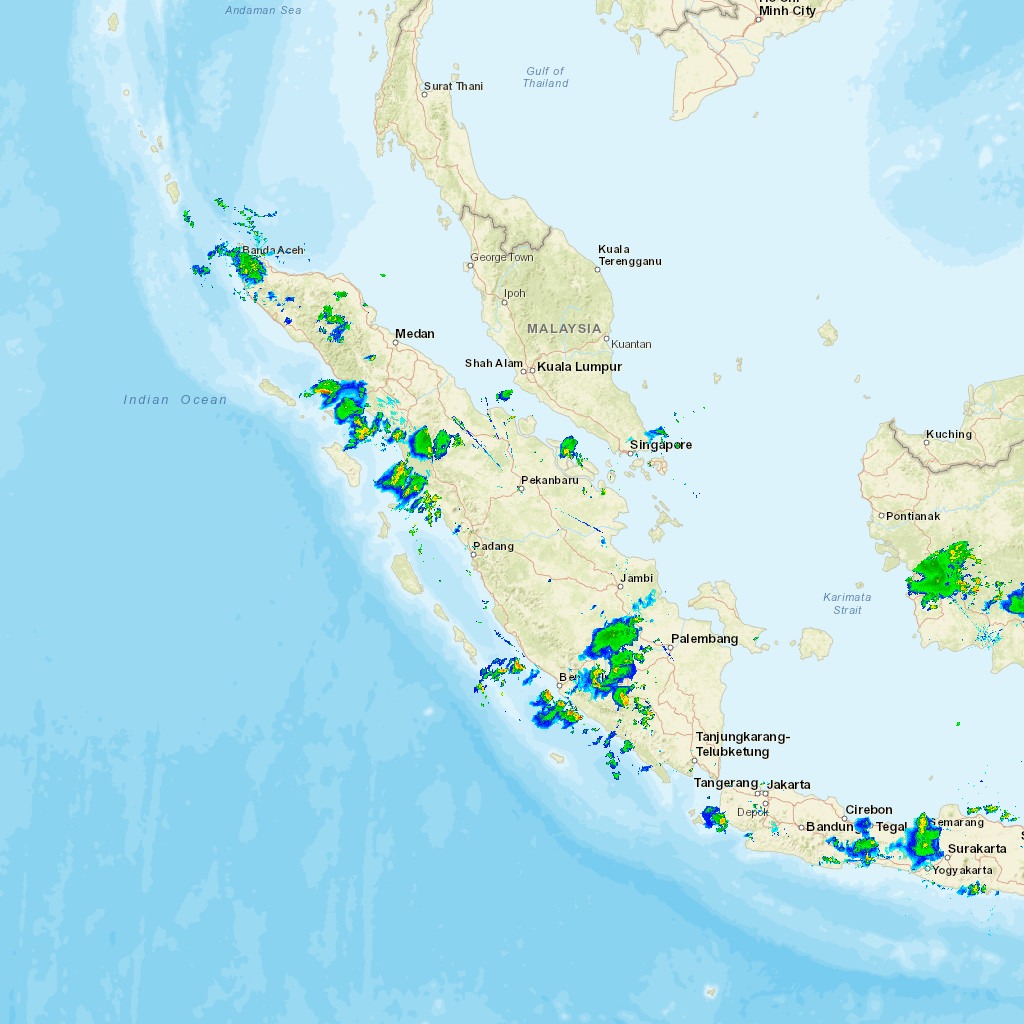 Andaman Sea
Minh City
Gulf of
Thailand
Surat Thani
Banda Aceh
George Town
Kuala
Terengganu
Ipoh
MALAYSIA
Medan
Kuantan
Shah Alam
Kuala Lumpur
Indian Ocean
Kuching
Singapore
Pekanbaru
Pontianak
Padang
Jambi
Karimata
Strait
Palembang
Tanjungkarang-
Telubketung
Tangerang
Jakarta
Depok
Cirebon
Bandun
Tegal
Semarang
Surakarta
Yogyakarta